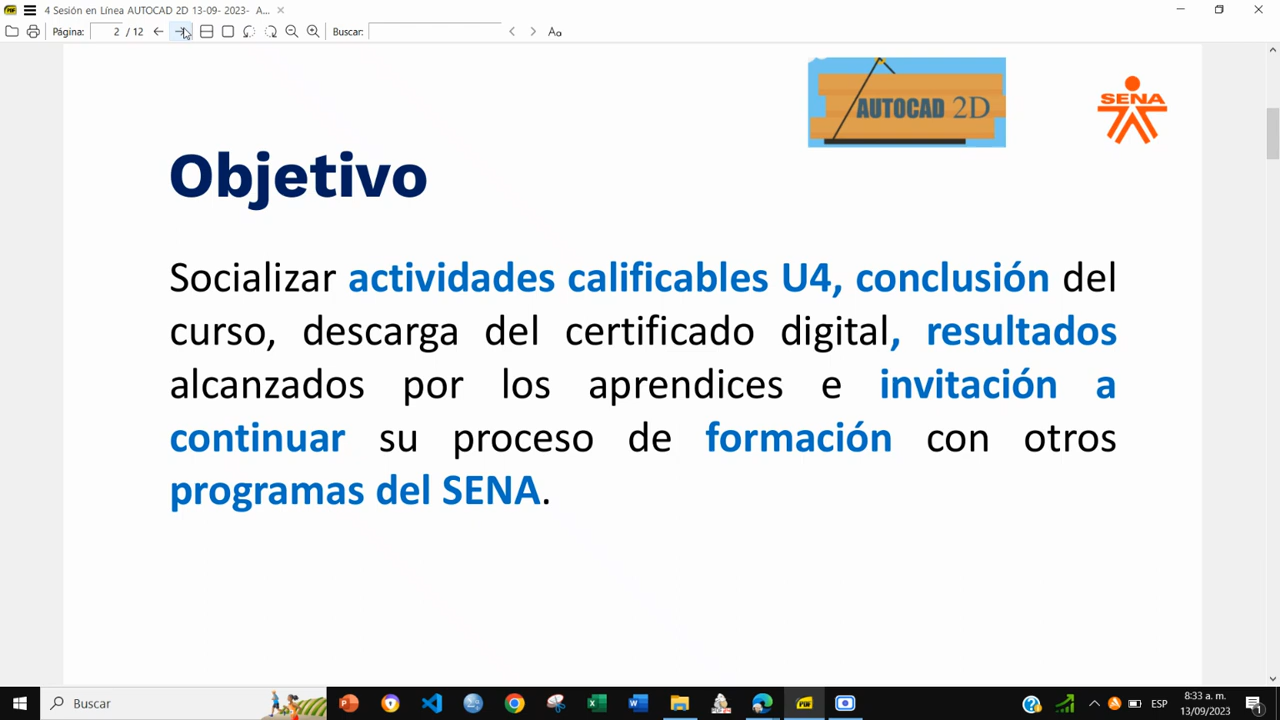 4 Sesión en Línea AUTOCAD 2D 13-09- 2023- A...
Página: 2 / 12 Buscar:
AUTOCAD 2D
SENA
Objetivo
Socializar actividades calificables U4, conclusión del
curso, descarga del certificado digital, resultados
alcanzados por los aprendices e invitación a
continuar su proceso de formación con otros
programas del SENA.
Buscar
ESP
8:33 a. m.
13/09/2023